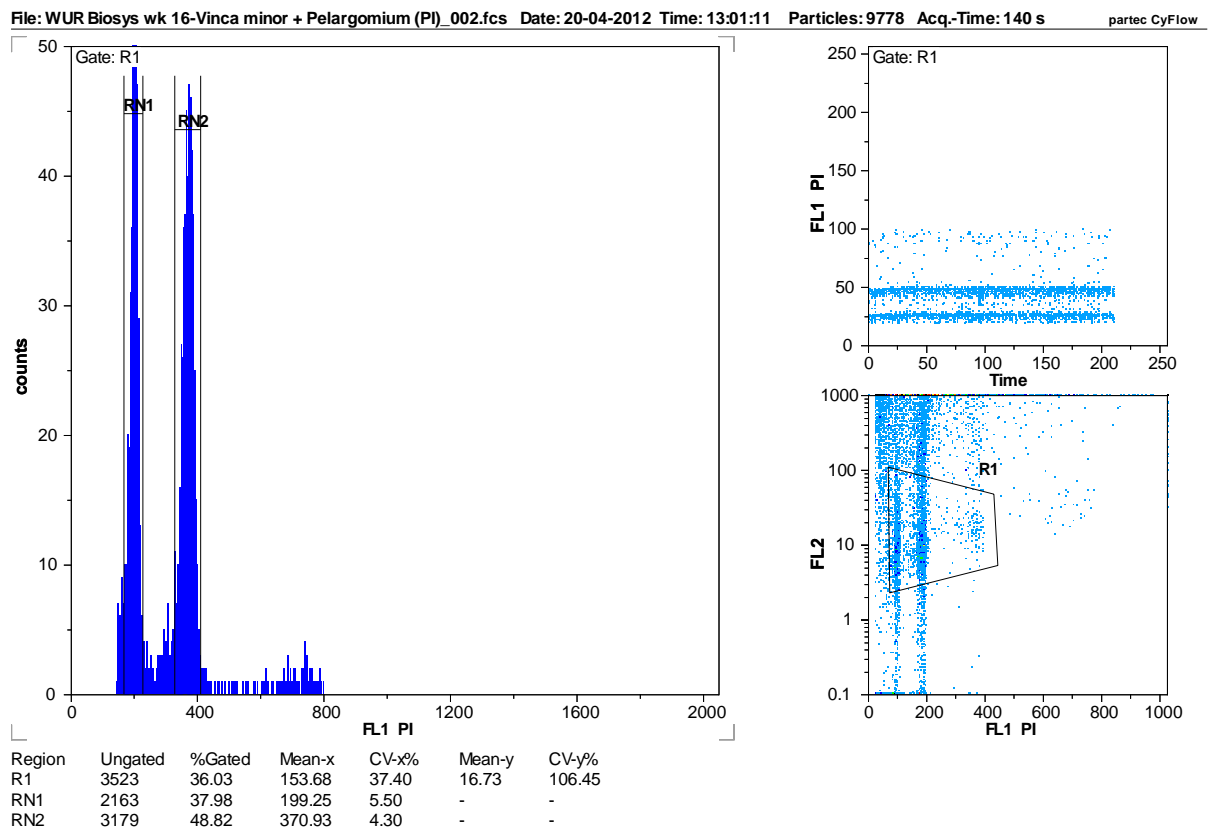 File: WUR Biosys wk 16-Vinca minor + Pelargomium (PI)_002.fcs Date: 20-04-2012 Time: 13:01:11 Particles: 9778 Acq.-Time: 140 s partec CyFlow
Gate: R1
RN1
RN2
50
40
30
20
10
0
counts
0 400 800 1200 1600 2000
FL1 PI
Gate: R1
250
200
150
100
50
0
FL1 PI
0 50 100 150 200 250
Time
1000
100
10
1
0.1
FL2
R1
0 200 400 600 800 1000
FL1 PI
Region Ungated %Gated Mean-x CV-x% Mean-y CV-y%
R1 3523 36.03 153.68 37.40 16.73 106.45
RN1 2163 37.98 199.25 5.50 - -
RN2 3179 48.82 370.93 4.30 - -